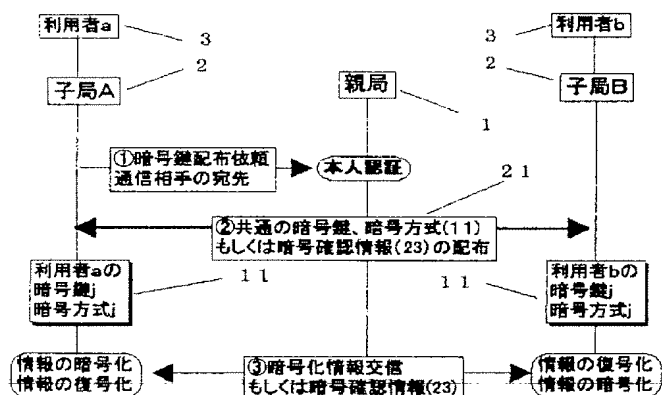 利用者a
3
3
利用者b
子局A
2
2
子局B
親局
1
①暗号鍵配布依頼
通信相手の宛先
本人認証
21
②共通の暗号鍵、暗号方式(11)
もしくは暗号確認情報(23)の配布
利用者aの
暗号鍵j
暗号方式j
11
11
利用者bの
暗号鍵j
暗号方式j
情報の暗号化
情報の復号化
③暗号化情報交信
もしくは暗号確認情報(23)
情報の復号化
情報の暗号化